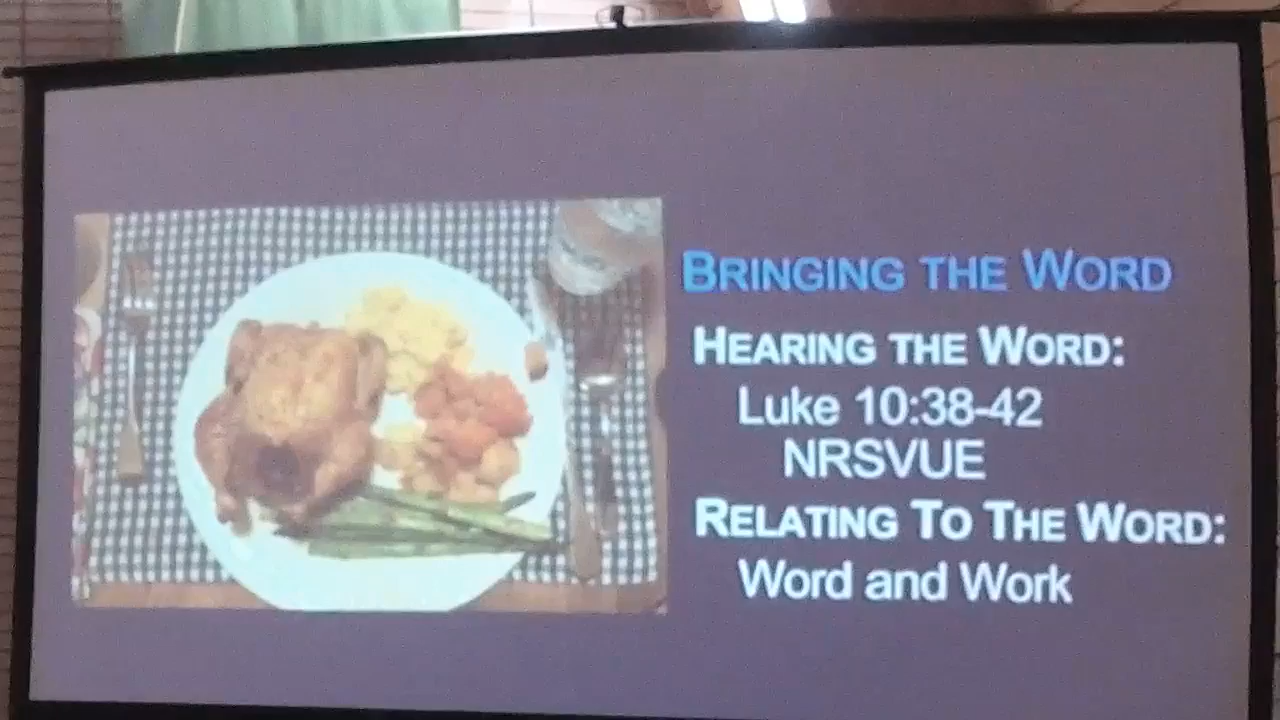 BRINGING THE WORD
HEARING THE WORD:
Luke 10:38-42
NRSVUE
RELATING TO THE WORD:
Word and Work